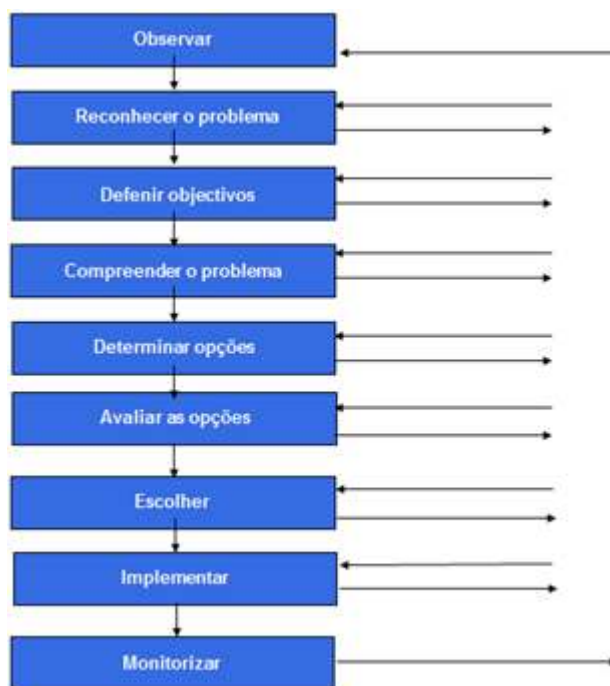 Observar
Reconhecer o problema
Defenir objectivos
Compreender o problema
Determinar opções
Avaliar as opções
Escolher
Implementar
Monitorizar